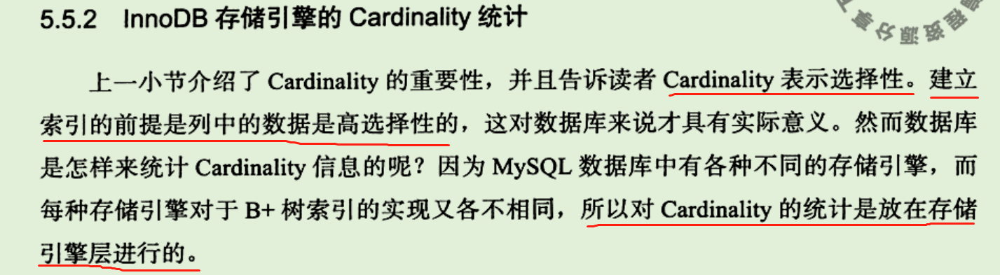 5.5.2 InnoDB 存储引擎的 Cardinality 统计
上一小节介绍了 Cardinality 的重要性，并且告诉读者 Cardinality 表示选择性。建立
索引的前提是列中的数据是高选择性的，这对数据库来说才具有实际意义。然而数据库
是怎样来统计 Cardinality 信息的呢？因为 MySQL 数据库中有各种不同的存储引擎，而
每种存储引擎对于 B+ 树索引的实现又各不相同，所以对 Cardinality 的统计是放在存储
引擎层进行的。
程资源分享